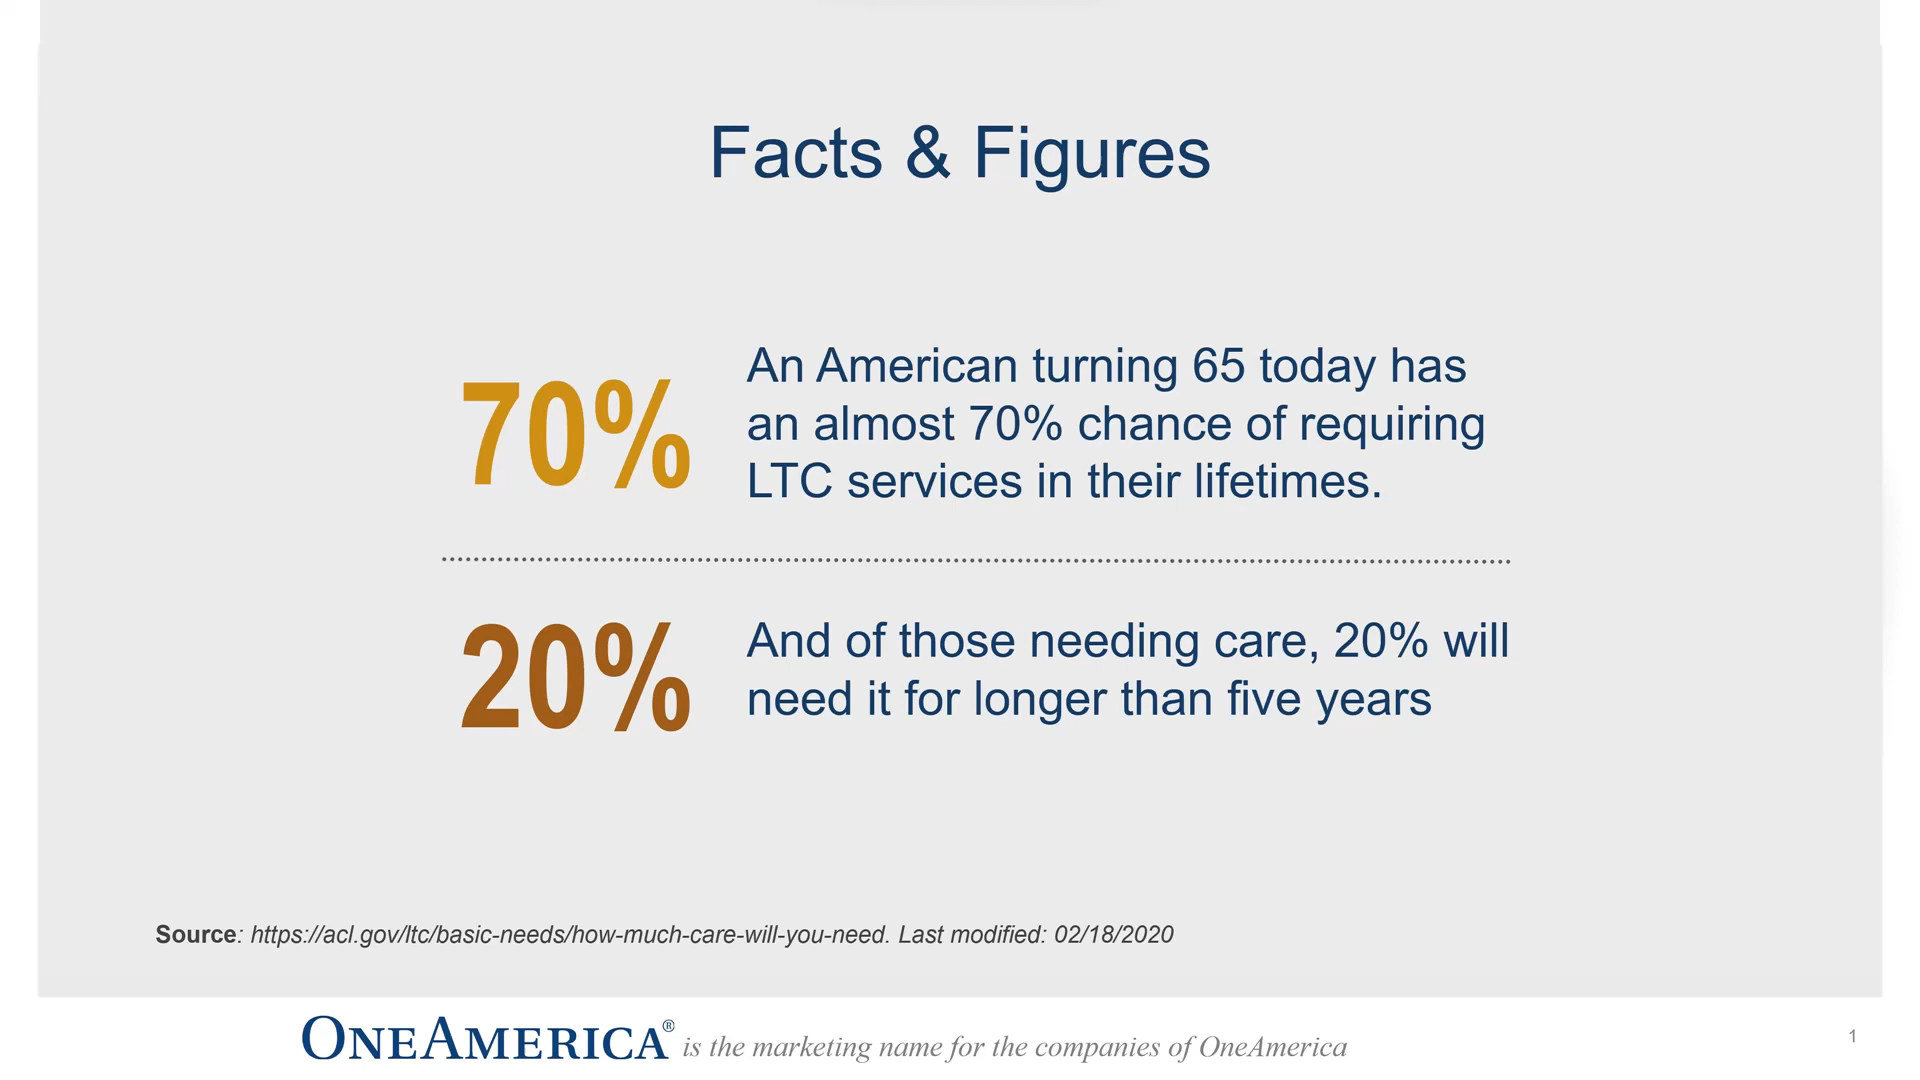 Facts & Figures
70%
An American turning 65 today has
an almost 70% chance of requiring
LTC services in their lifetimes.
20%
And of those needing care, 20% will
need it for longer than five years
Source: https://acl.gov/ltc/basic-needs/how-much-care-will-you-need. Last modified: 02/18/2020
ONEAMERICA® is the marketing name for the companies of OneAmerica
1